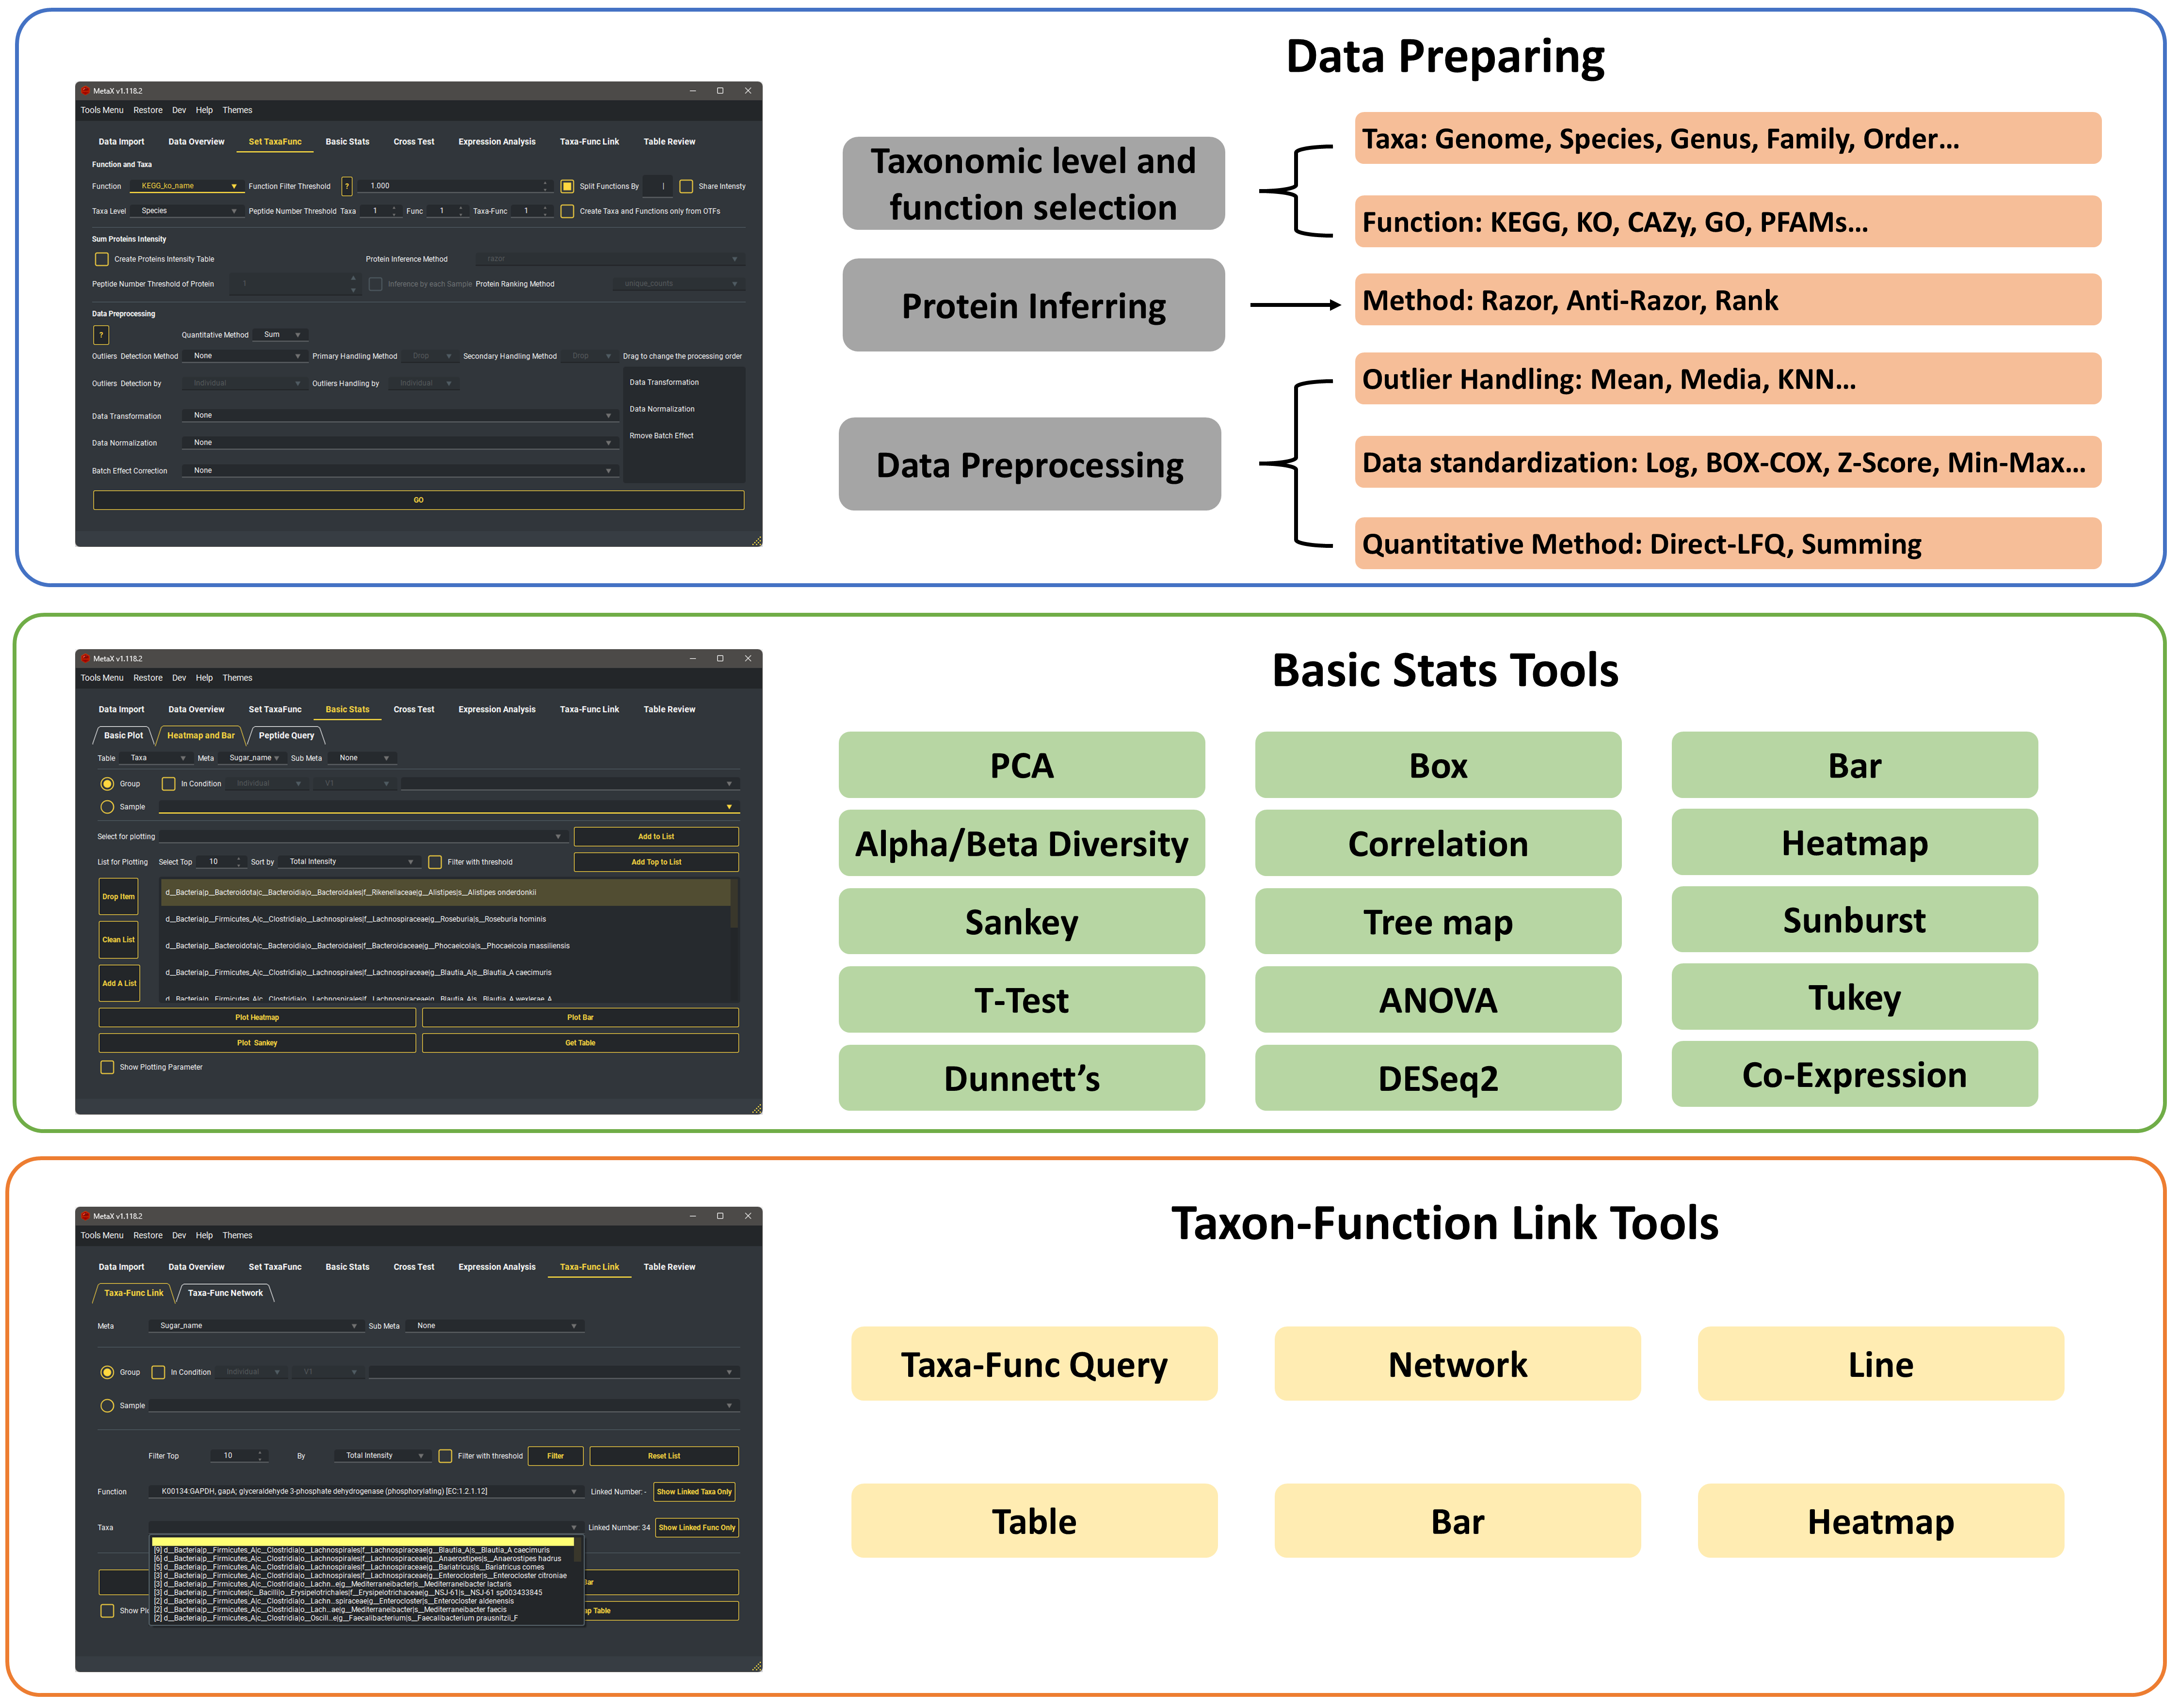 Data Preparing
MetaX v1.118.2
Tools Menu Restore Dev Help Themes
Data Import Data Overview Set TaxaFunc Basic Stats Cross Test Expression Analysis Taxa-Func Link Table Review
Function and Taxa
Function KEGG_ko_name Function Filter Threshold ? 1.000 Split Functions By | Share Intensty
Taxa Level Species Peptide Number Threshold Taxa 1 Func 1 Taxa-Func 1 Create Taxa and Functions only from OTFs
Sum Proteins Intensity
Create Proteins Intensity Table Protein Inference Method razor
Peptide Number Threshold of Protein 1 Inference by each Sample Protein Ranking Method unique_counts
Data Preprocessing
? Quantitative Method Sum
Outliers Detection Method None Primary Handling Method Drop Secondary Handling Method Drop Drag to change the processing order
Outliers Detection by Individual Outliers Handling by Individual
Data Transformation
Data Normalization
Rmove Batch Effect
Data Transformation None
Data Normalization None
Batch Effect Correction None
GO
Taxonomic level and
function selection
Taxa: Genome, Species, Genus, Family, Order...
Function: KEGG, KO, CAZy, GO, PFAMs...
Protein Inferring
Method: Razor, Anti-Razor, Rank
Data Preprocessing
Outlier Handling: Mean, Media, KNN...
Data standardization: Log, BOX-COX, Z-Score, Min-Max...
Quantitative Method: Direct-LFQ, Summing
Basic Stats Tools
MetaX v1.118.2
Tools Menu Restore Dev Help Themes
Data Import Data Overview Set TaxaFunc Basic Stats Cross Test Expression Analysis Taxa-Func Link Table Review
Basic Plot Heatmap and Bar Peptide Query
Table Taxa Meta Sugar_name Sub Meta None
Group In Condition Individual V1
Sample
Select for plotting Add to List
List for Plotting Select Top 10 Sort by Total Intensity Filter with threshold Add Top to List
Drop Item
Clean List
Add A List
d__Bacteria|p__Bacteroidota|c__Bacteroidia|o__Bacteroidales|f__Rikenellaceae|g__Alistipes|s__Alistipes onderdonkii
d__Bacteria|p__Firmicutes_A|c__Clostridia|o__Lachnospirales|f__Lachnospiraceae|g__Roseburia|s__Roseburia hominis
d__Bacteria|p__Bacteroidota|c__Bacteroidia|o__Bacteroidales|f__Bacteroidaceae|g__Phocaeicola|s__Phocaeicola massiliensis
d__Bacteria|p__Firmicutes_A|c__Clostridia|o__Lachnospirales|f__Lachnospiraceae|g__Blautia_A|s__Blautia_A caecimuris
d__Bacteria|p__Firmicutes_A|c__Clostridia|o__Lachnospirales|f__Lachnospiraceae|g__Blautia_A|s__Blautia_A wexlerae_A
Plot Heatmap Plot Bar
Plot Sankey Get Table
Show Plotting Parameter
PCA Box Bar
Alpha/Beta Diversity Correlation Heatmap
Sankey Tree map Sunburst
T-Test ANOVA Tukey
Dunnett’s DESeq2 Co-Expression
Taxon-Function Link Tools
MetaX v1.118.2
Tools Menu Restore Dev Help Themes
Data Import Data Overview Set TaxaFunc Basic Stats Cross Test Expression Analysis Taxa-Func Link Table Review
Taxa-Func Link Taxa-Func Network
Meta Sugar_name Sub Meta None
Group In Condition Individual V1
Sample
Filter Top 10 By Total Intensity Filter with threshold Filter Reset List
Function K00134:GAPDH, gapA; glyceraldehyde 3-phosphate dehydrogenase (phosphorylating) [EC:1.2.1.12] Linked Number: - Show Linked Taxa Only
Taxa Linked Number: 34 Show Linked Func Only
[9] d__Bacteria|p__Firmicutes_A|c__Clostridia|o__Lachnospirales|f__Lachnospiraceae|g__Blautia_A|s__Blautia_A caecimuris
[6] d__Bacteria|p__Firmicutes_A|c__Clostridia|o__Lachnospirales|f__Lachnospiraceae|g__Anaerostipes|s__Anaerostipes hadrus
[5] d__Bacteria|p__Firmicutes_A|c__Clostridia|o__Lachnospirales|f__Lachnospiraceae|g__Bariatricus|s__Bariatricus comes
[3] d__Bacteria|p__Firmicutes_A|c__Clostridia|o__Lachnospirales|f__Lachnospiraceae|g__Enterocloster|s__Enterocloster citroniae
[3] d__Bacteria|p__Firmicutes_A|c__Clostridia|o__Lachn...e|g__Mediterraneibacter|s__Mediterraneibacter lactaris
[3] d__Bacteria|p__Firmicutes|c__Bacilli|o__Erysipelotrichales|f__Erysipelotrichaceae|g__NSJ-61|s__NSJ-61 sp003433845
[2] d__Bacteria|p__Firmicutes_A|c__Clostridia|o__Lachn...spiraceae|g__Enterocloster|s__Enterocloster aldenensis
[2] d__Bacteria|p__Firmicutes_A|c__Clostridia|o__Lach...ae|g__Mediterraneibacter|s__Mediterraneibacter faecis
[2] d__Bacteria|p__Firmicutes_A|c__Clostridia|o__Oscill...e|g__Faecalibacterium|s__Faecalibacterium prausnitzii_F
Taxa-Func Query Network Line
Table Bar Heatmap